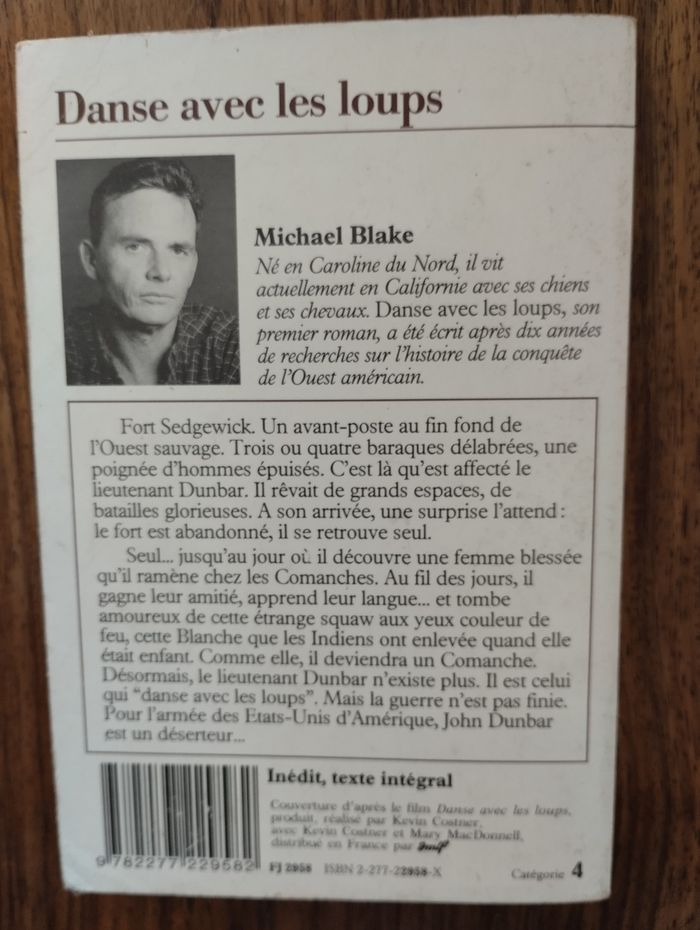 Danse avec les loups
Michael Blake
Né en Caroline du Nord, il vit
actuellement en Californie avec ses chiens
et ses chevaux. Danse avec les loups, son
premier roman, a été écrit après dix années
de recherches sur l'histoire de la conquête
de l'Ouest américain.
Fort Sedgewick. Un avant-poste au fin fond de
l'Ouest sauvage. Trois ou quatre baraques délabrées, une
poignée d'hommes épuisés. C'est là qu'est affecté le
lieutenant Dunbar. Il rêvait de grands espaces, de
batailles glorieuses. A son arrivée, une surprise l'attend :
le fort est abandonné, il se retrouve seul.
Seul... jusqu'au jour où il découvre une femme blessée
qu'il ramène chez les Comanches. Au fil des jours, il
gagne leur amitié, apprend leur langue... et tombe
amoureux de cette étrange squaw aux yeux couleur de
feu, cette Blanche que les Indiens ont enlevée quand elle
était enfant. Comme elle, il deviendra un Comanche.
Désormais, le lieutenant Dunbar n'existe plus. Il est celui
qui "danse avec les loups". Mais la guerre n'est pas finie.
Pour l'armée des Etats-Unis d'Amérique, John Dunbar
est un déserteur...
Inédit, texte intégral
Couverture d'après le film Danse avec les loups,
produit, réalisé par Kevin Costner,
avec Kevin Costner et Mary MacDonnell,
distribué en France par
9 782277 229582
FJ 2958 ISBN 2-277-22958-X
Catégorie 4